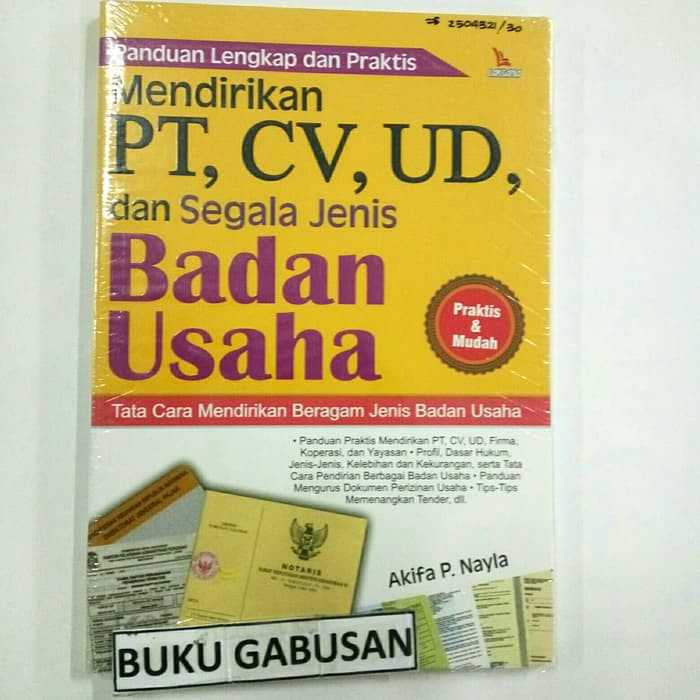 2504321/30
Panduan Lengkap dan Praktis
Mendirikan
PT, CV, UD,
dan Segala Jenis
Badan
Usaha
Praktis
&
Mudah
Tata Cara Mendirikan Beragam Jenis Badan Usaha
• Panduan Praktis Mendirikan PT, CV, UD, Firma,
Koperasi, dan Yayasan • Profil, Dasar Hukum,
Jenis-Jenis, Kelebihan dan Kekurangan, serta Tata
Cara Pendirian Berbagai Badan Usaha • Panduan
Mengurus Dokumen Perizinan Usaha • Tips-Tips
Memenangkan Tender, dll.
NOTARIS
Akifa P. Nayla
BUKU GABUSAN